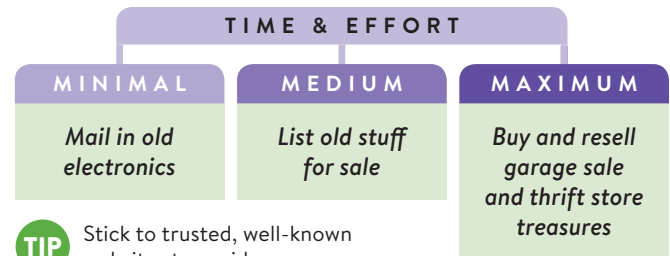 TIME & EFFORT
MINIMAL
Mail in old
electronics
MEDIUM
List old stuff
for sale
MAXIMUM
Buy and resell
garage sale
and thrift store
treasures
TIP
Stick to trusted, well-known